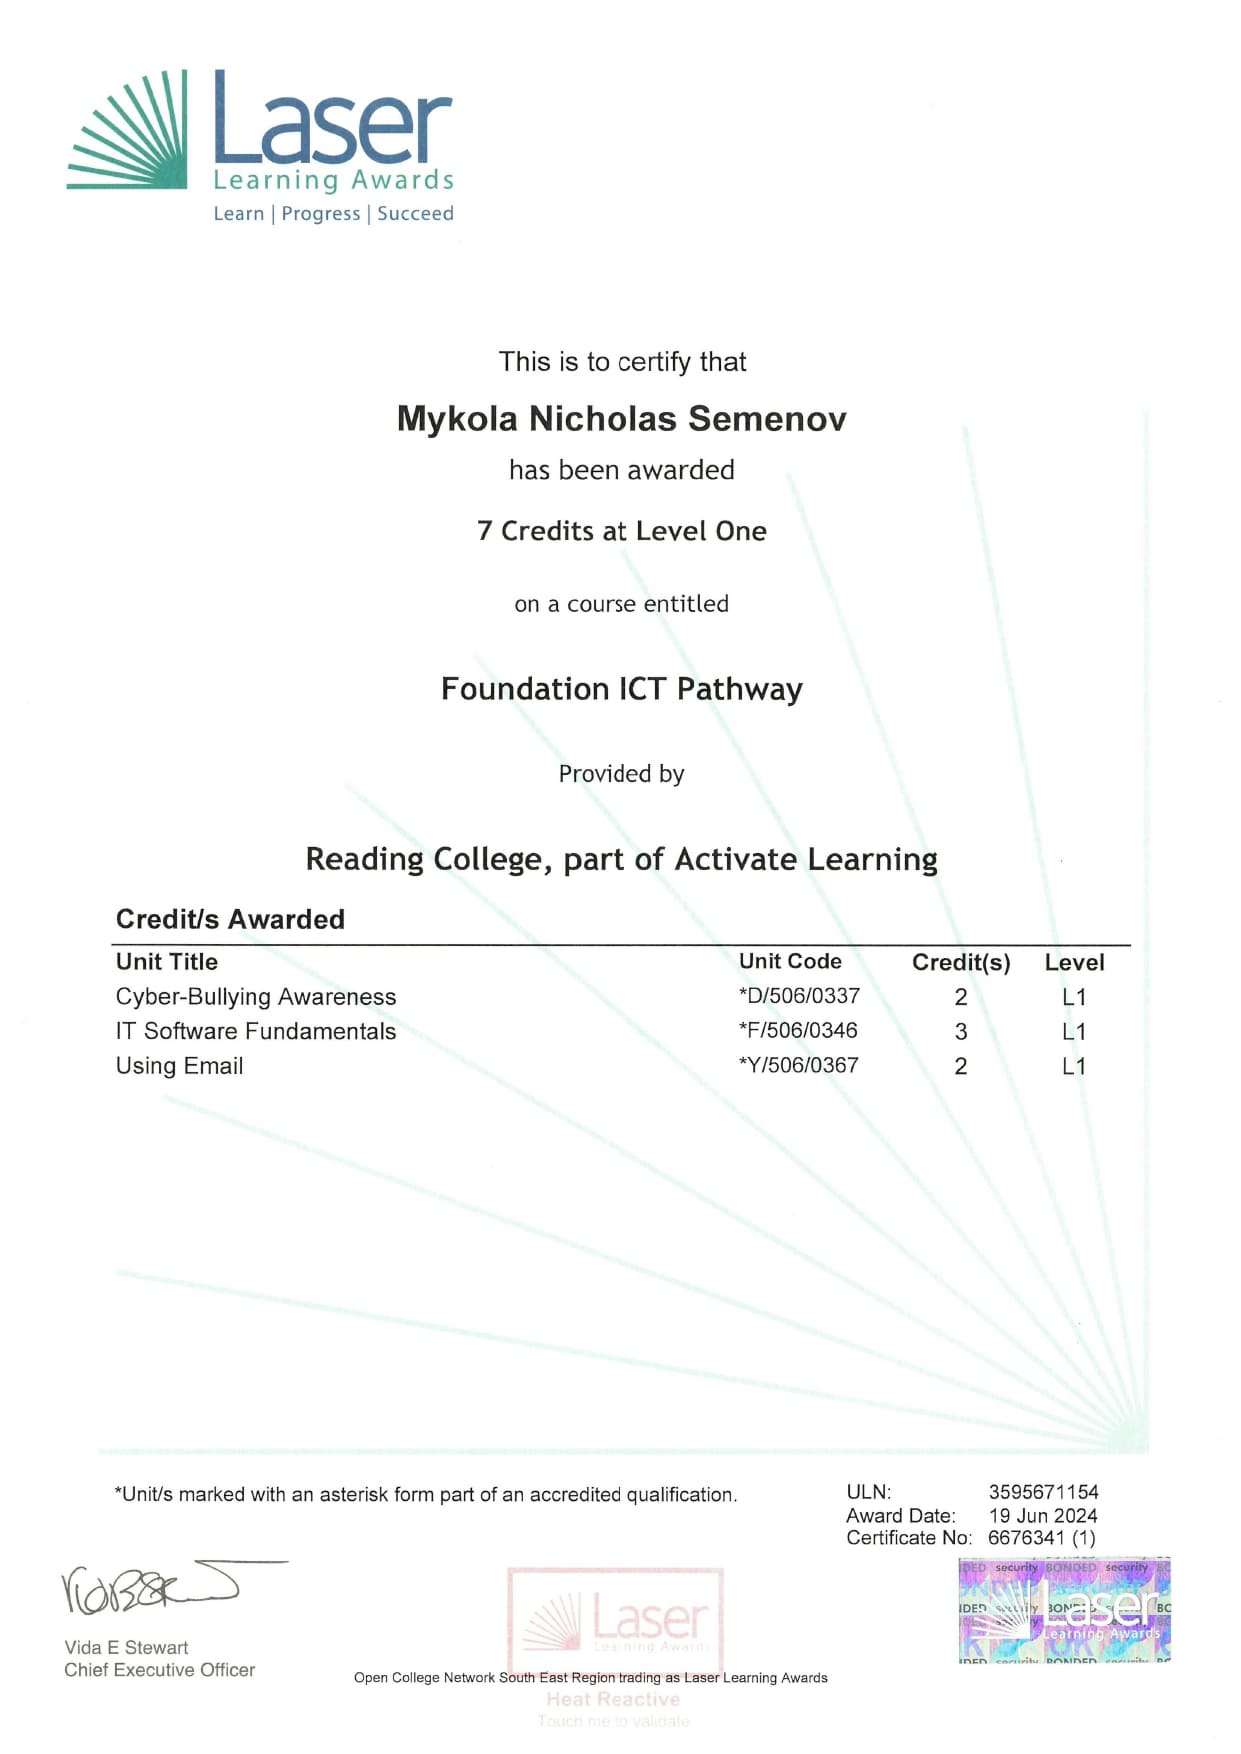 Laser
Learning Awards
Learn | Progress | Succeed
This is to certify that
Mykola Nicholas Semenov
has been awarded
7 Credits at Level One
on a course entitled
Foundation ICT Pathway
Provided by
Reading College, part of Activate Learning
Credit/s Awarded
Unit Title Unit Code Credit(s) Level
Cyber-Bullying Awareness *D/506/0337 2 L1
IT Software Fundamentals *F/506/0346 3 L1
Using Email *Y/506/0367 2 L1
*Unit/s marked with an asterisk form part of an accredited qualification.
ULN: 3595671154
Award Date: 19 Jun 2024
Certificate No: 6676341 (1)
Vida E Stewart
Chief Executive Officer
Laser
Learning Awards
Open College Network South East Region trading as Laser Learning Awards
Heat Reactive
Touch me to validate
security BONDED security
Laser
Learning Awards